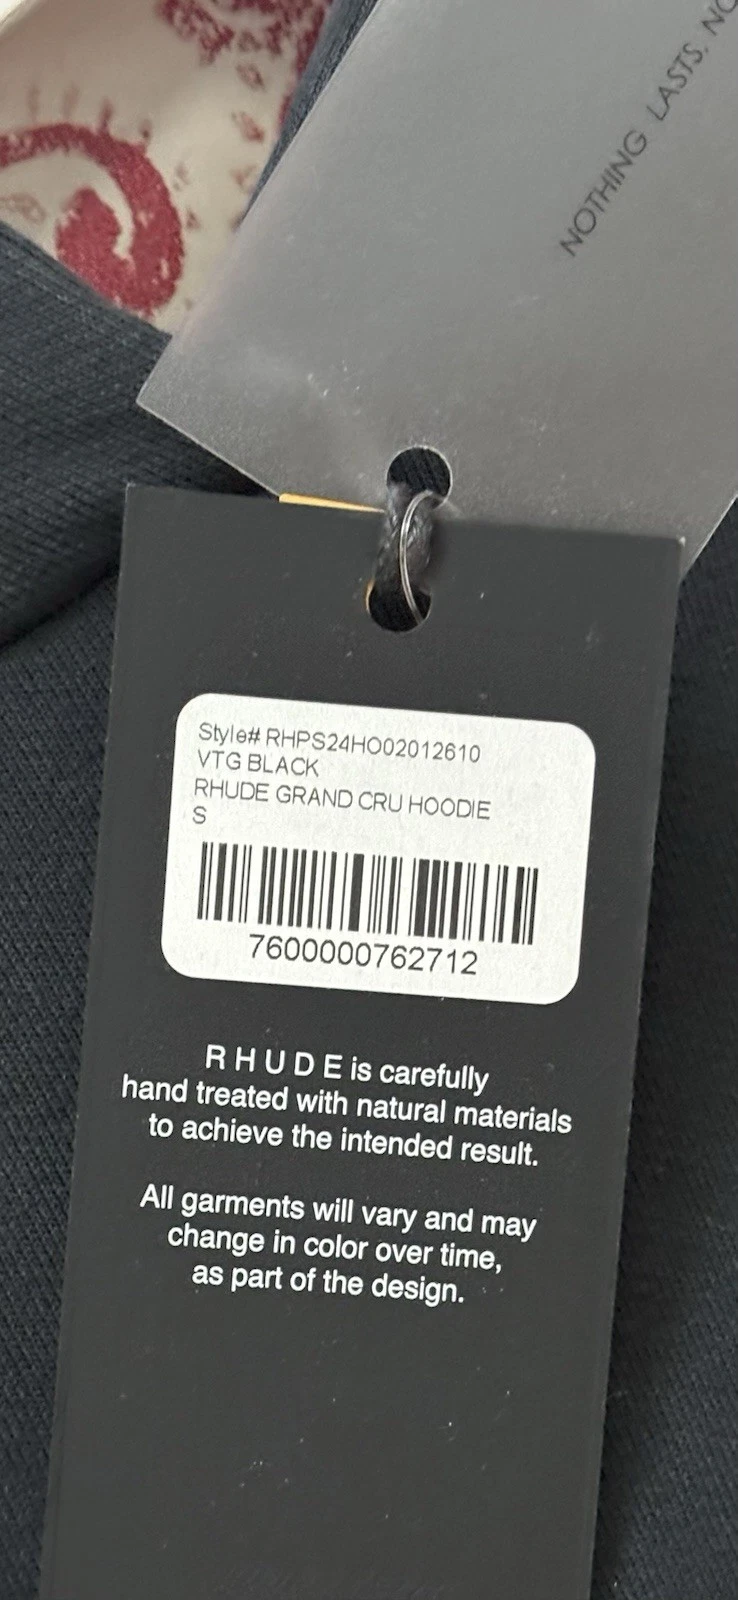 NOTHING LASTS.
Style# RHPS24HO02012610
VTG BLACK
RHUDE GRAND CRU HOODIE
S
7600000762712
RHUDE is carefully
hand treated with natural materials
to achieve the intended result.
All garments will vary and may
change in color over time,
as part of the design.